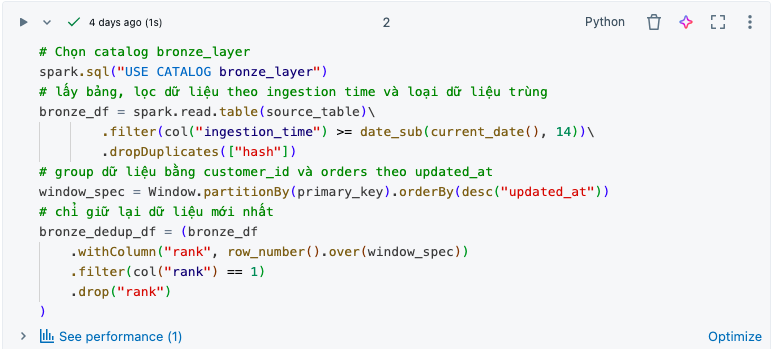 4 days ago (1s)
2
Python
# Chọn catalog bronze_layer
spark.sql("USE CATALOG bronze_layer")
# lấy bảng, lọc dữ liệu theo ingestion time và loại dữ liệu trùng
bronze_df = spark.read.table(source_table)\
.filter(col("ingestion_time") >= date_sub(current_date(), 14))\
.dropDuplicates(["hash"])
# group dữ liệu bằng customer_id và orders theo updated_at
window_spec = Window.partitionBy(primary_key).orderBy(desc("updated_at"))
# chỉ giữ lại dữ liệu mới nhất
bronze_dedup_df = (bronze_df
.withColumn("rank", row_number().over(window_spec))
.filter(col("rank") == 1)
.drop("rank")
)
See performance (1)
Optimize